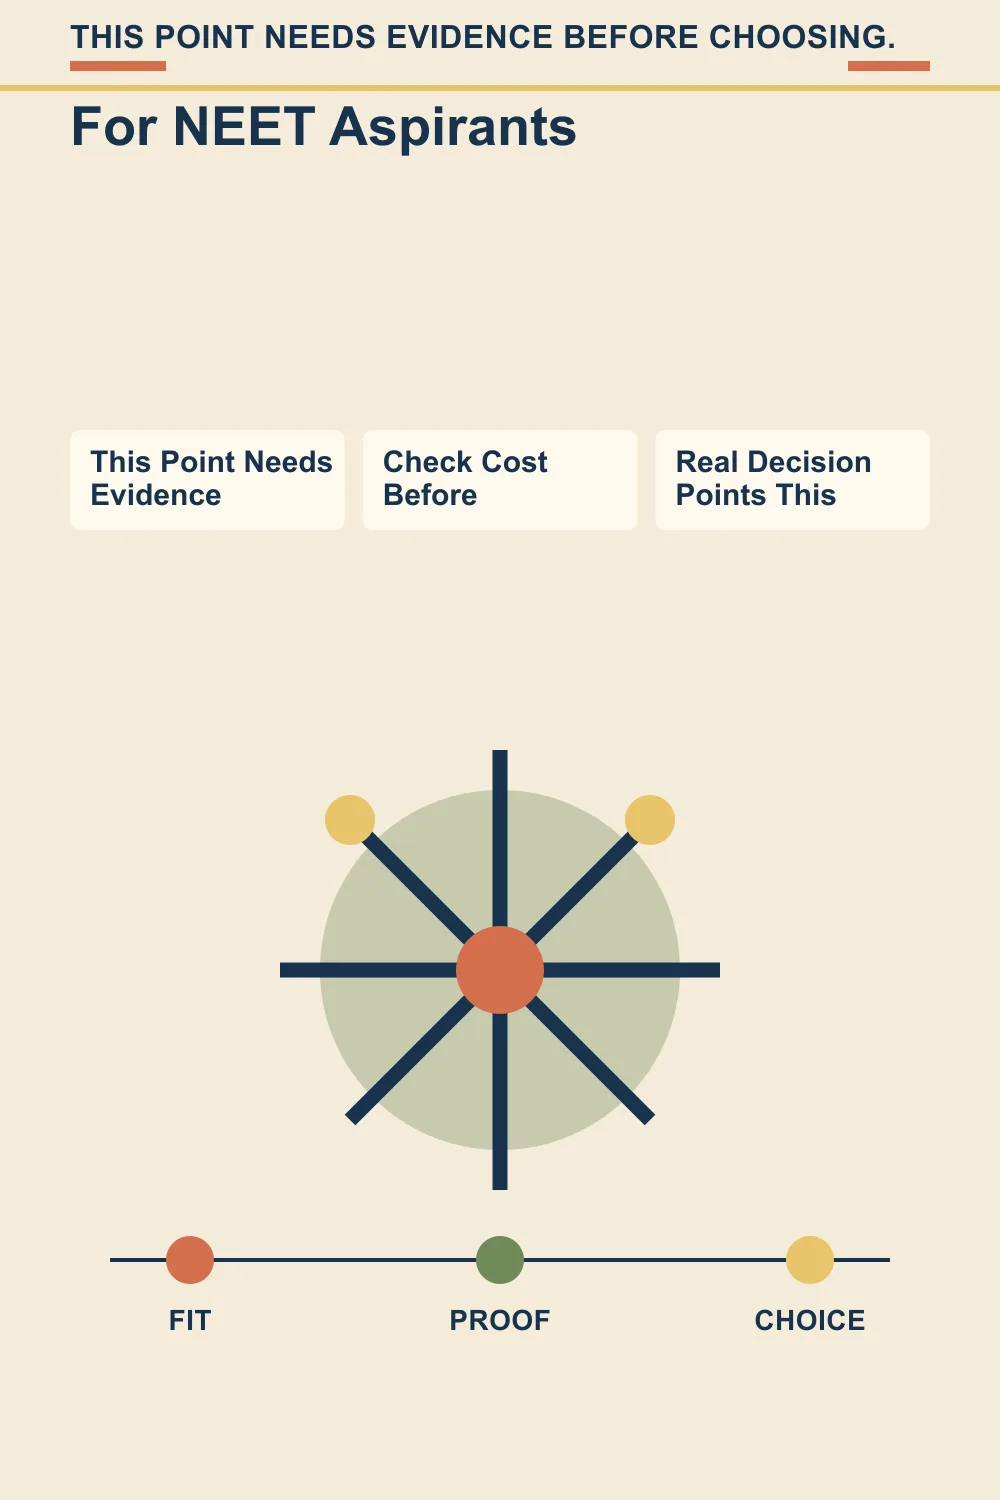 THIS POINT NEEDS EVIDENCE BEFORE CHOOSING.
For NEET Aspirants
This Point Needs
Evidence
Check Cost
Before
Real Decision
Points This
FIT
PROOF
CHOICE